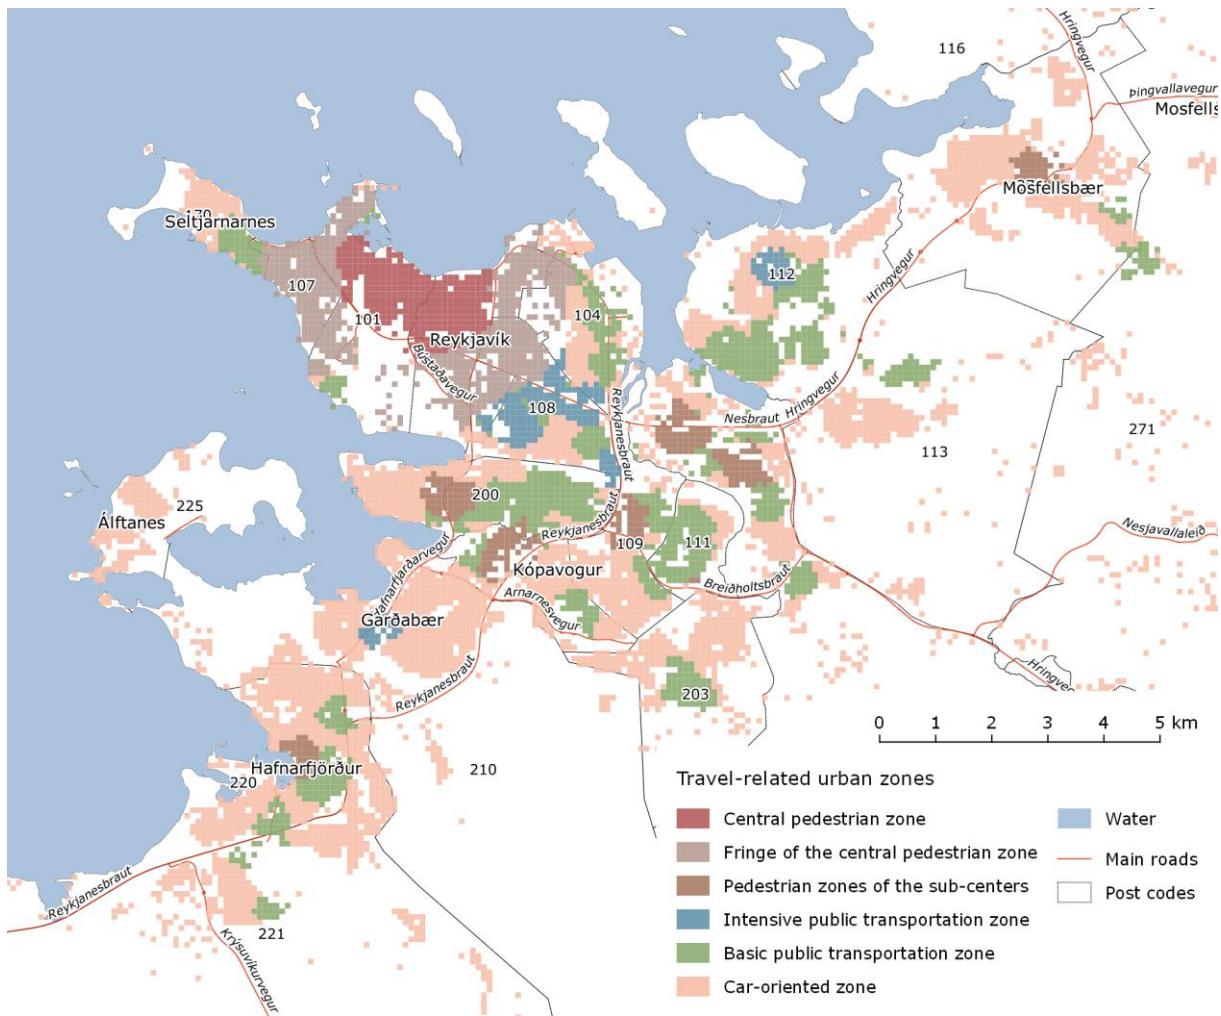 Hringvegur
116
Þingvallavegur
Mosfells
Mosfellsbær
170
Seltjarnarnes
112
107
Hringvegur
101
104
Reykjavík
Bústaðavegur
Reykjanesbraut
108
Nesbraut
Hringvegur
271
113
200
225
Álftanes
Nesjavallaleið
Reykjanesbraut
109
111
Kópavogur
Hafnarfjarðarvegur
Breiðholtsbraut
Arnarnesvegur
Garðabær
Hringve
Reykjanesbraut
203
0 1 2 3 4 5 km
Hafnarfjörður
210
220
Travel-related urban zones
Central pedestrian zone
Water
Fringe of the central pedestrian zone
Main roads
Pedestrian zones of the sub-centers
Post codes
Reykjanesbraut
Intensive public transportation zone
221
Basic public transportation zone
Krýsuvíkurvegur
Car-oriented zone